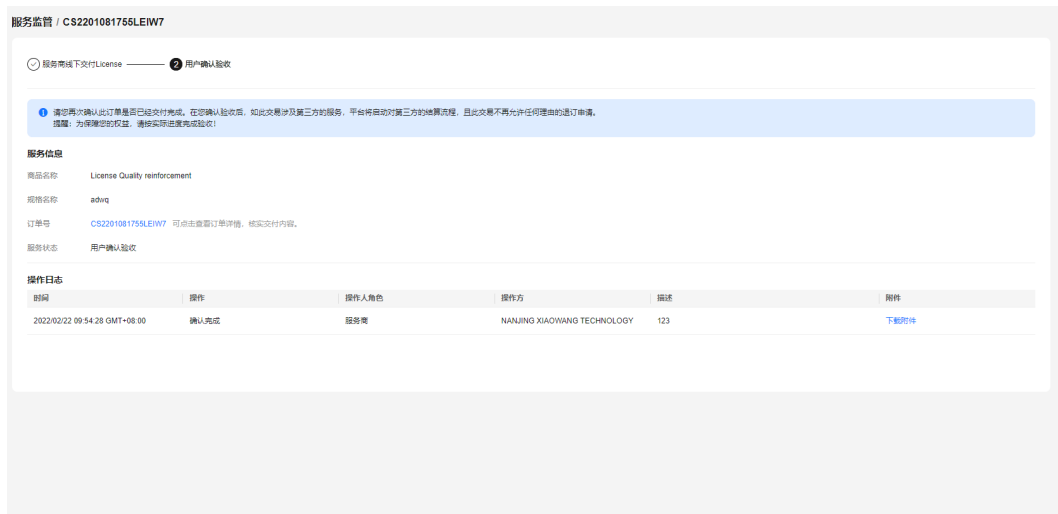 服务监管 / CS2201081755LEIW7
服务商线下交付License 2 用户确认验收
请您再次确认此订单是否已经交付完成。在您确认验收后，如此交易涉及第三方的服务，平台将启动对第三方的结算流程，且此交易不再允许任何理由的退订申请。
提醒：为保障您的权益，请按实际进度完成验收！
服务信息
商品名称 License Quality reinforcement
规格名称 adwq
订单号 CS2201081755LEIW7 可点击查看订单详情，核实交付内容。
服务状态 用户确认验收
操作日志
时间 操作 操作人角色 操作方 描述 附件
2022/02/22 09:54:28 GMT+08:00 确认完成 服务商 NANJING XIAOWANG TECHNOLOGY 123 下载附件